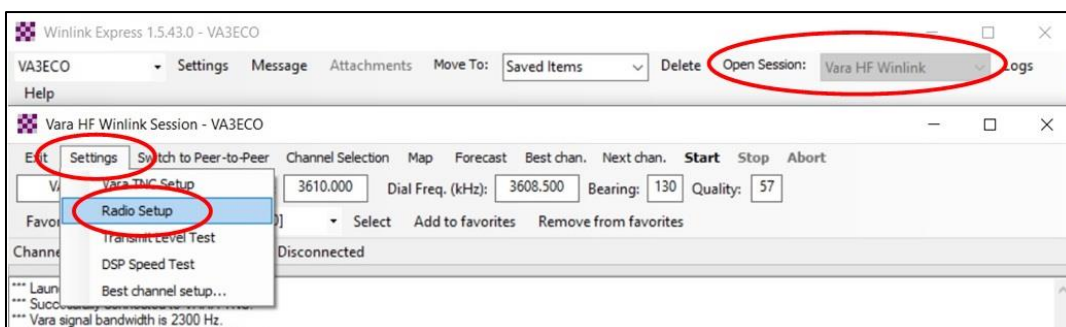 Winlink Express 1.5.43.0 - VA3ECO
VA3ECO Settings Message Attachments Move To: Saved Items Delete Open Session: Vara HF Winlink Logs
Help
Vara HF Winlink Session - VA3ECO
Exit Settings Switch to Peer-to-Peer Channel Selection Map Forecast Best chan. Next chan. Start Stop Abort
Vara TNC Setup 3610.000 Dial Freq. (kHz): 3608.500 Bearing: 130 Quality: 57
Radio Setup Select Add to favorites Remove from favorites
Transmit Level Test Disconnected
DSP Speed Test
Best channel setup...
*** Vara signal bandwidth is 2300 Hz.